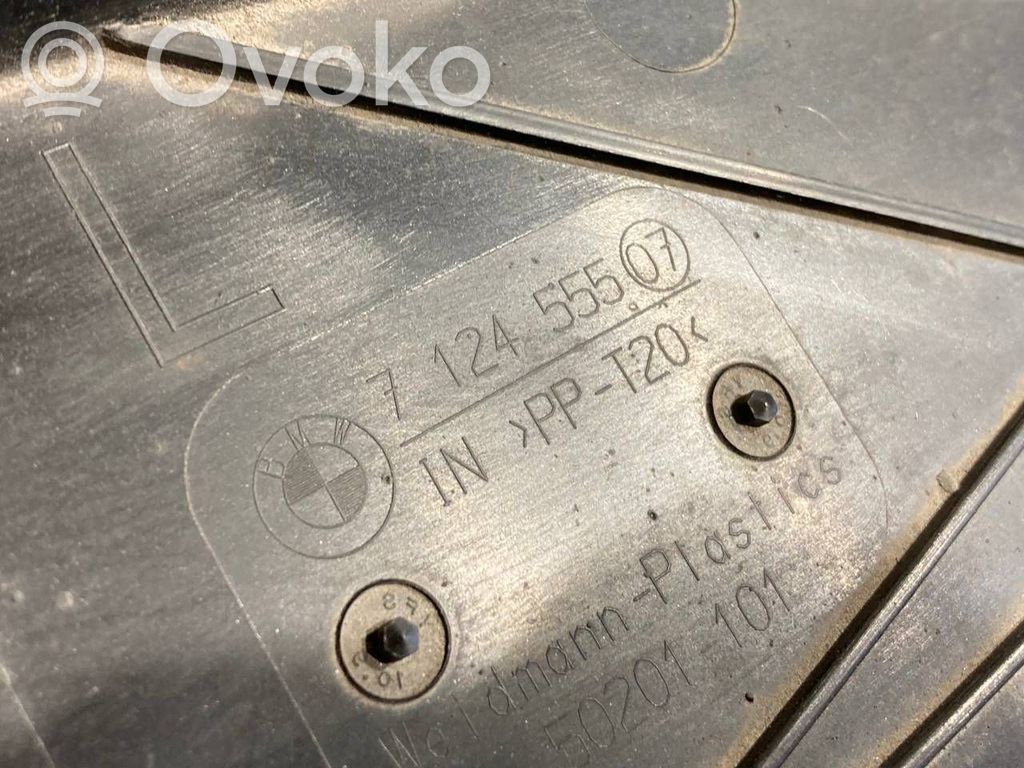 Ovoko
L
7 124 555 07
BMW
IN >PP-T20<
Weidmann-Plastics
50201 101